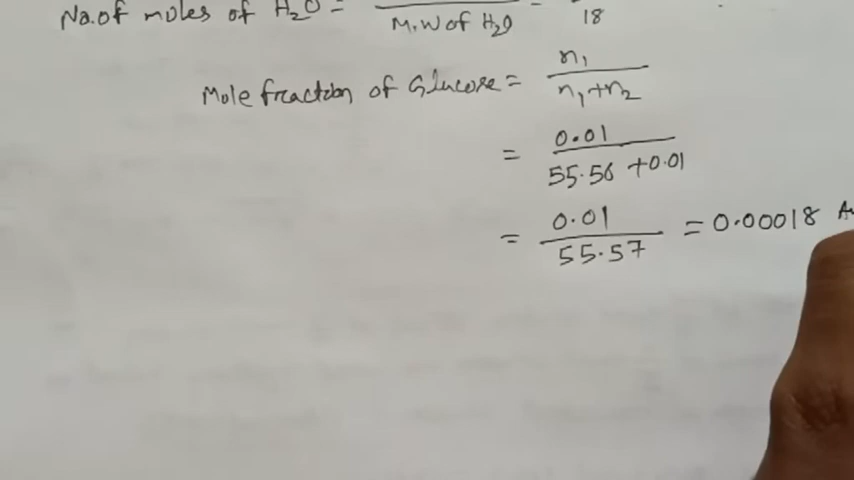 No.of moles of H₂O = ――― = ―
M.W of H₂O 18
Mole fraction of Glucose = n₁ / n₁+n₂
= 0.01 / 55.56 + 0.01
= 0.01 / 55.57 = 0.00018